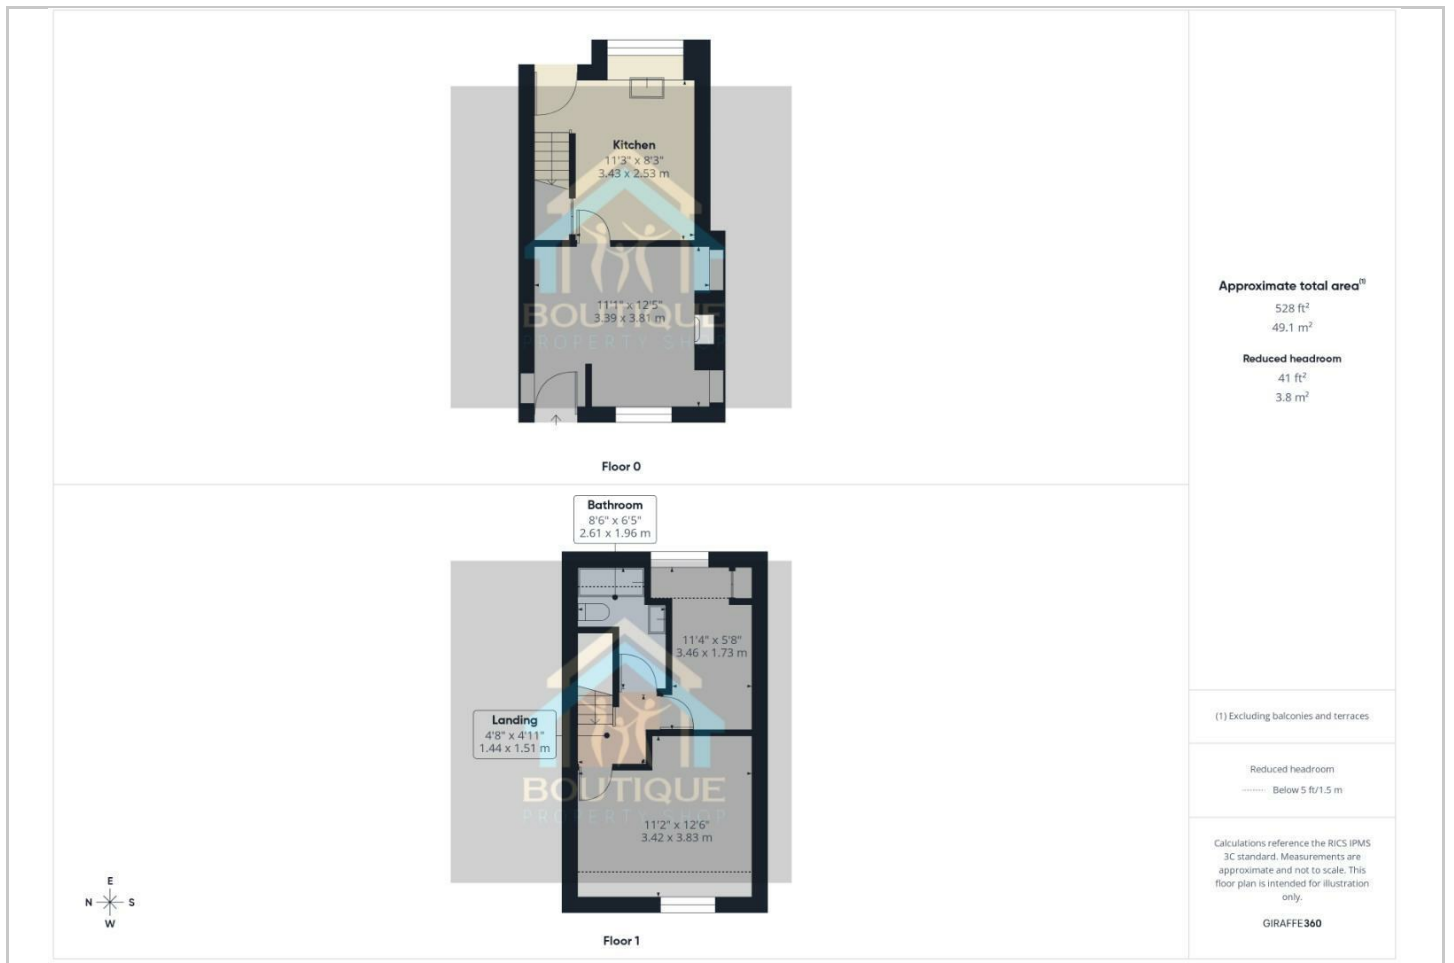 Kitchen
11'3" x 8'3"
3.43 x 2.53 m
11'1" x 12'5"
3.39 x 3.81 m
BOUTIQUE
PROPERTY SHOP
Floor 0
Bathroom
8'6" x 6'5"
2.61 x 1.96 m
11'4" x 5'8"
3.46 x 1.73 m
Landing
4'8" x 4'11"
1.44 x 1.51 m
BOUTIQUE
PROPERTY SHOP
11'2" x 12'6"
3.42 x 3.83 m
E
N S
W
Floor 1
Approximate total area(1)
528 ft²
49.1 m²
Reduced headroom
41 ft²
3.8 m²
(1) Excluding balconies and terraces
Reduced headroom
Below 5 ft/1.5 m
Calculations reference the RICS IPMS
3C standard. Measurements are
approximate and not to scale. This
floor plan is intended for illustration
only.
GIRAFFE360